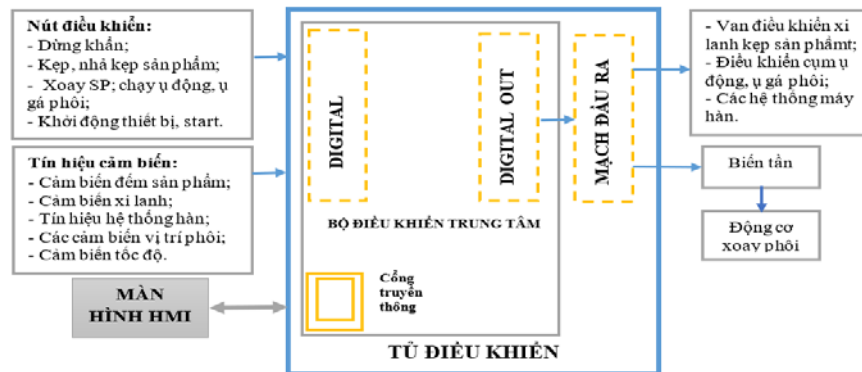 Nút điều khiển:
- Dừng khẩn;
- Kẹp, nhả kẹp sản phẩm;
- Xoay SP; chạy ụ động, ụ
gá phôi;
- Khởi động thiết bị, start.
Tín hiệu cảm biến:
- Cảm biến đếm sản phẩm;
- Cảm biến xi lanh;
- Tín hiệu hệ thống hàn;
- Các cảm biến vị trí phôi;
- Cảm biến tốc độ.
MÀN
HÌNH HMI
DIGITAL
DIGITAL OUT
BỘ ĐIỀU KHIỂN TRUNG TÂM
Cổng
truyền
thông
MẠCH ĐẦU RA
TỦ ĐIỀU KHIỂN
- Van điều khiển xi
lanh kẹp sản phẩmt;
- Điều khiển cụm ụ
động, ụ gá phôi;
- Các hệ thống máy
hàn.
Biến tần
Động cơ
xoay phôi